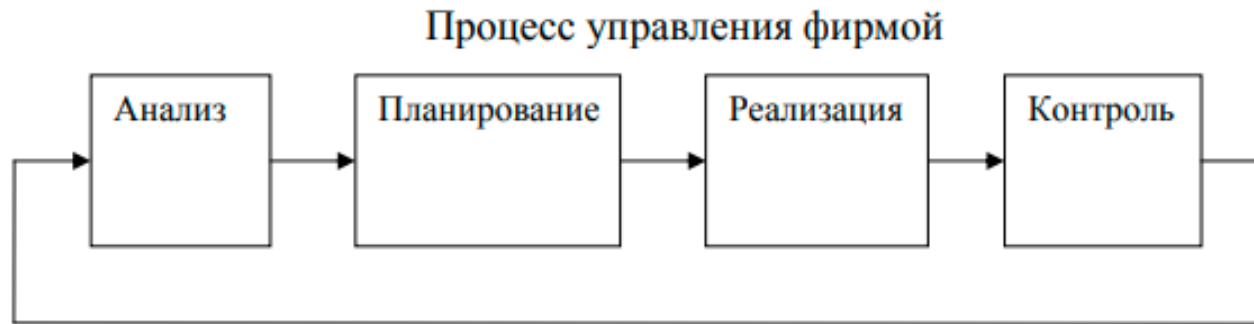 Процесс управления фирмой
Анализ
Планирование
Реализация
Контроль